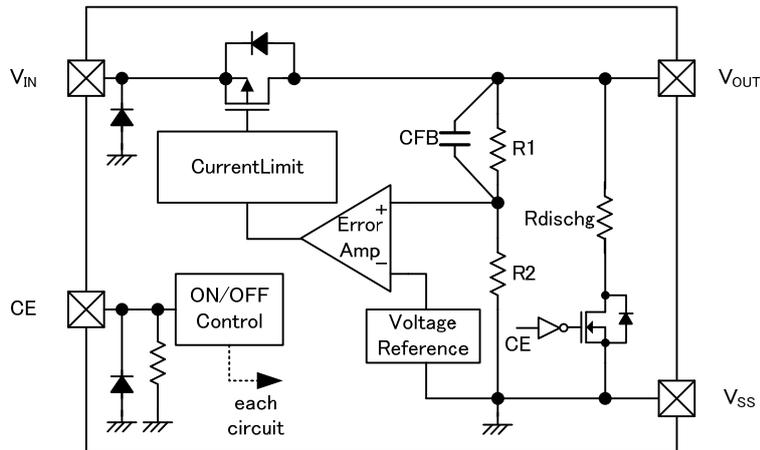 VIN
VOUT
CFB
R1
CurrentLimit
Rdischg
+
Error
Amp
−
R2
CE
ON/OFF
Control
Voltage
Reference
CE
each
circuit
VSS